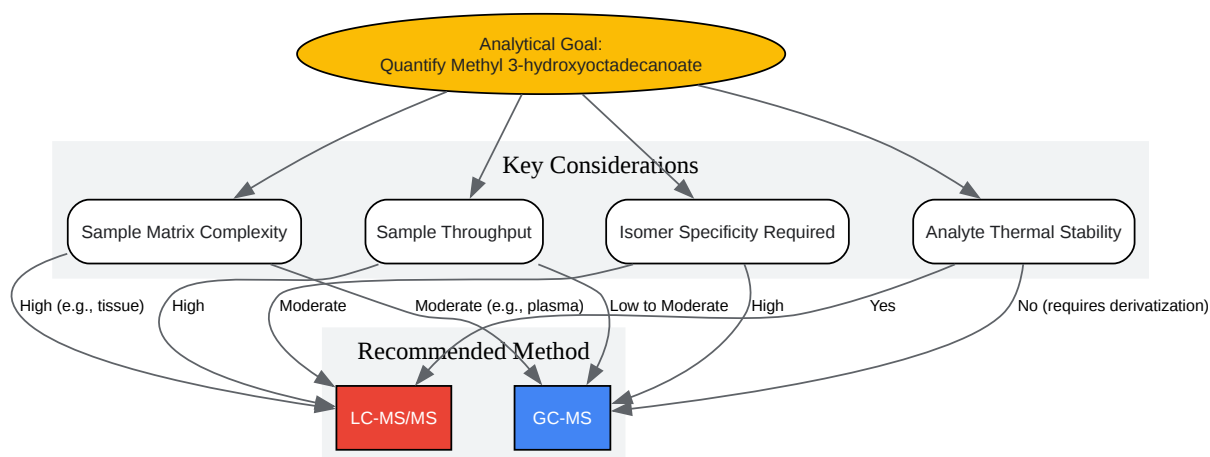 Analytical Goal:
Quantify Methyl 3-hydroxyoctadecanoate
Key Considerations
Sample Matrix Complexity
Sample Throughput
Isomer Specificity Required
Analyte Thermal Stability
High (e.g., tissue)
High
Moderate
Moderate (e.g., plasma)
Low to Moderate
High
Yes
No (requires derivatization)
Recommended Method
LC-MS/MS
GC-MS